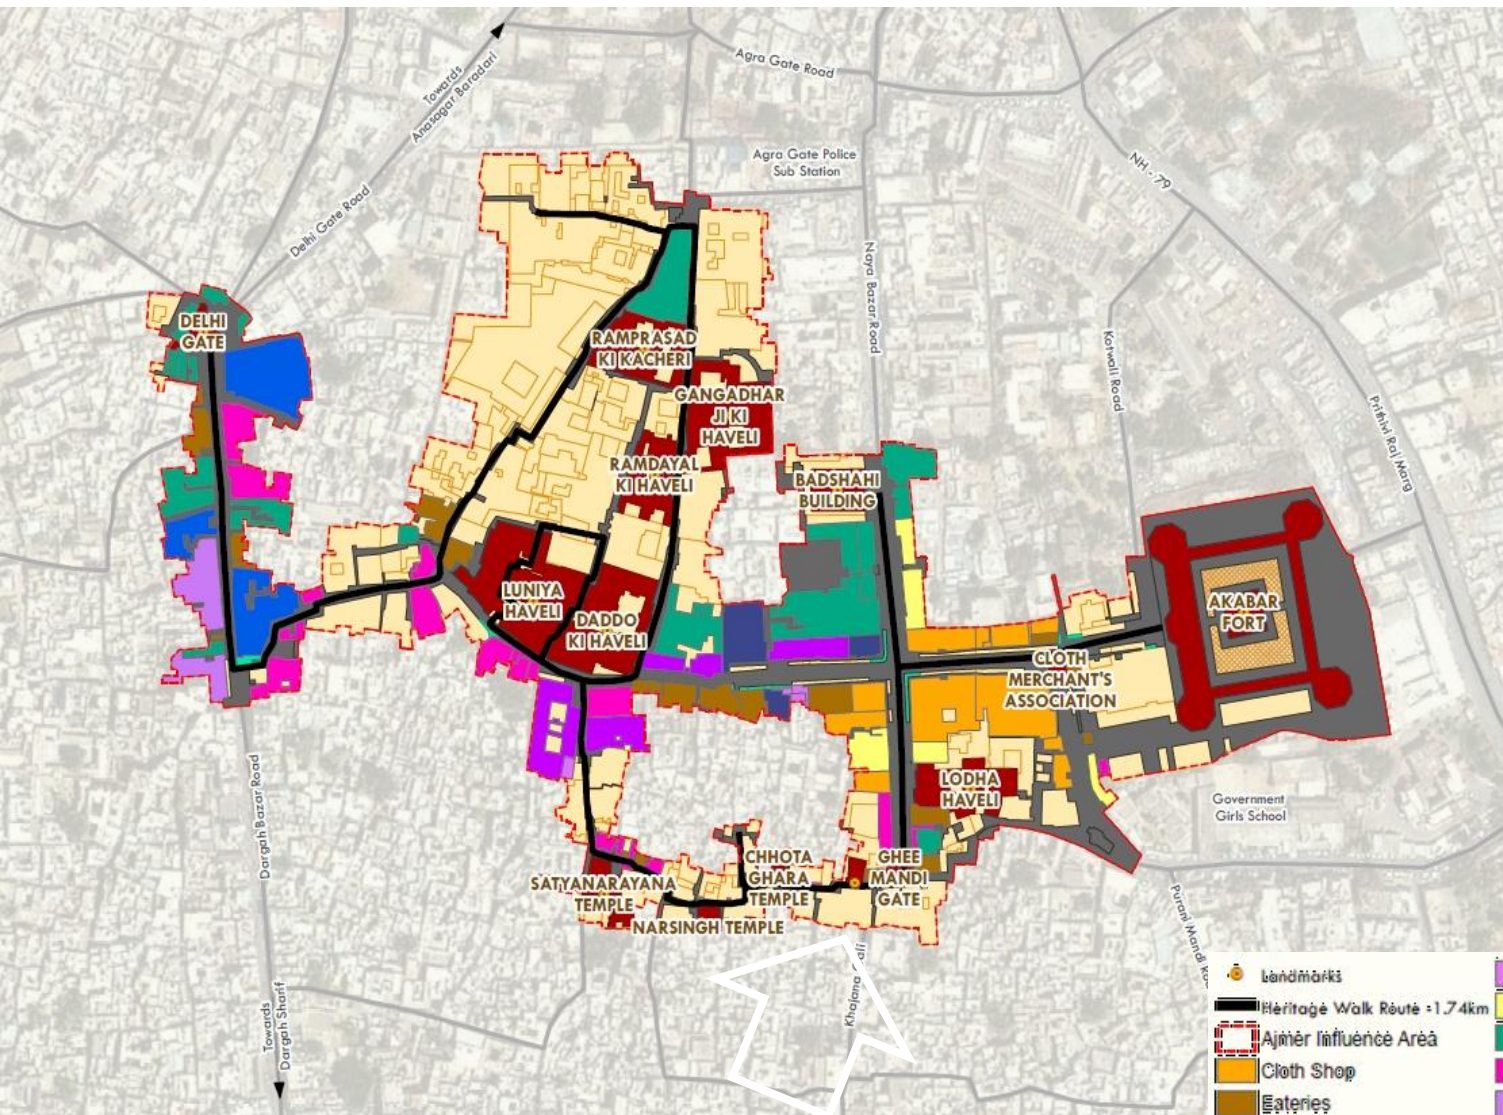 Towards
Anasagar Baradari
Agra Gate Road
Agra Gate Police
Sub Station
NH - 79
Delhi Gate Road
Naya Bazar Road
Kotwali Road
Prithivi Raj Marg
DELHI
GATE
RAMPRASAD
KI KACHERI
GANGADHAR
JI KI
HAVELI
RAMDAYAL
KI HAVELI
BADSHAHI
BUILDING
LUNIYA
HAVELI
DADDO
KI HAVELI
AKABAR
FORT
CLOTH
MERCHANT'S
ASSOCIATION
LODHA
HAVELI
Government
Girls School
Dargah Bazar Road
CHHOTA
GHARA
TEMPLE
GHEE
MANDI
GATE
SATYANARAYANA
TEMPLE
NARSINGH TEMPLE
Purani Mandi
Khajana
Towards
Dargah Sharif
Landmarks
Heritage Walk Route :1.74km
Ajmer Influence Area
Cloth Shop
Eateries